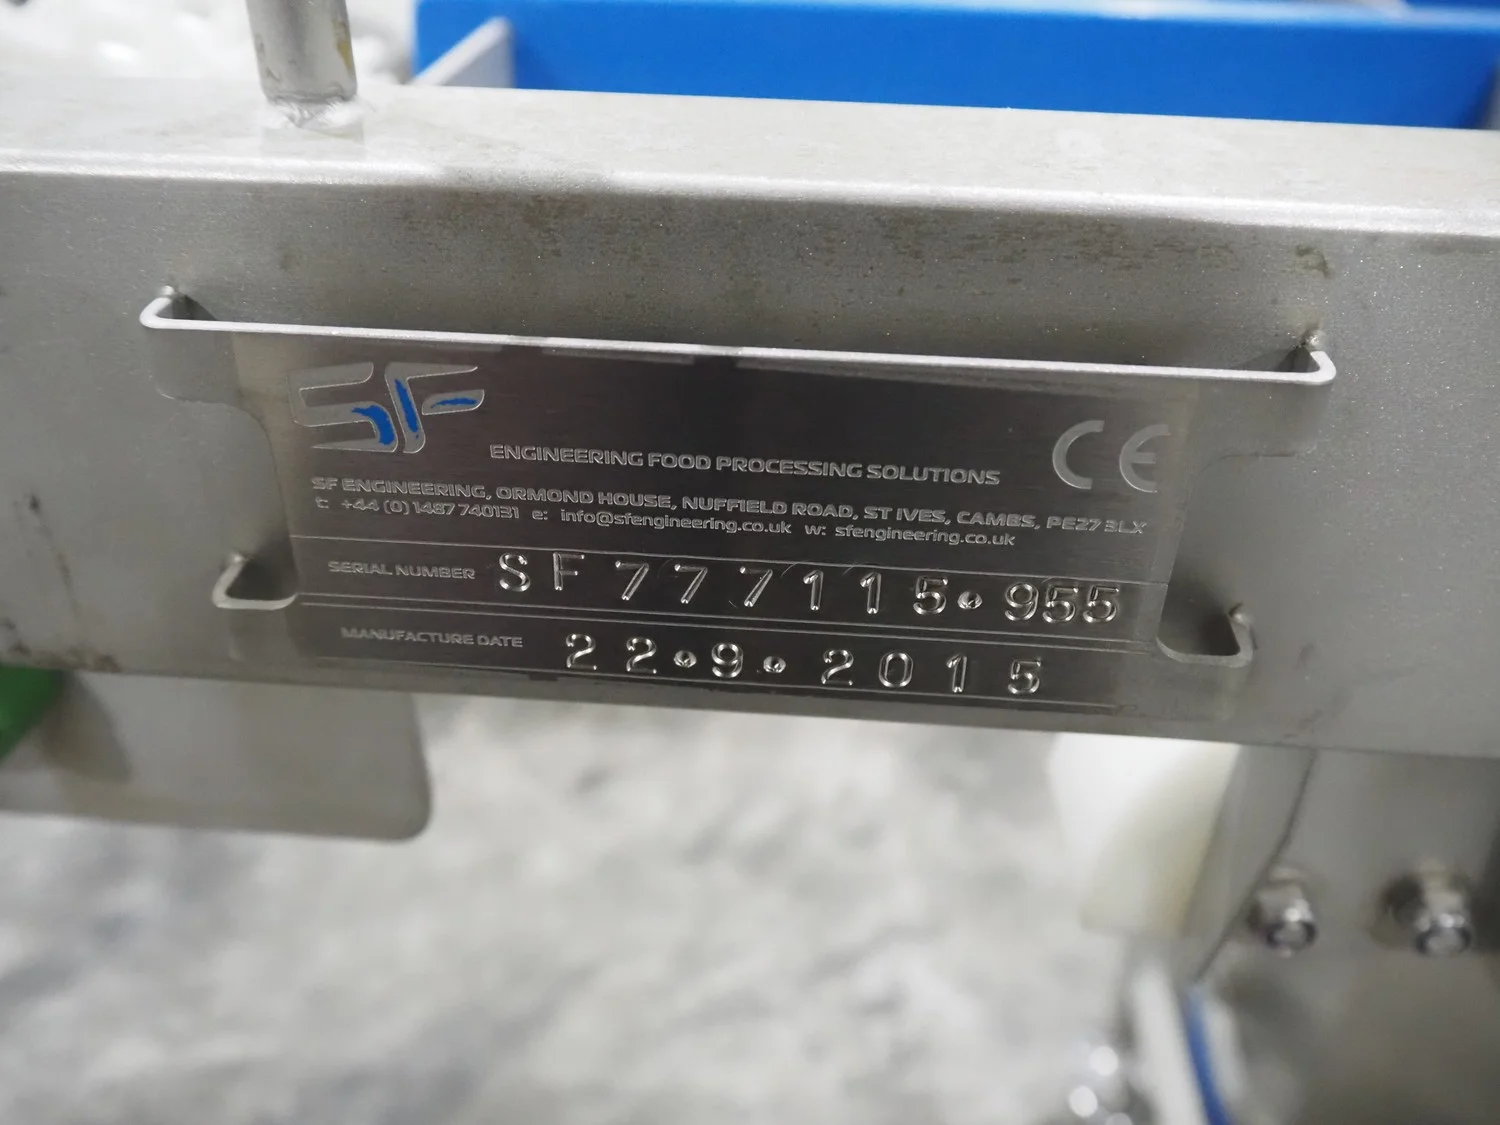 SF
ENGINEERING FOOD PROCESSING SOLUTIONS
CE
SF ENGINEERING, ORMOND HOUSE, NUFFIELD ROAD, ST IVES, CAMBS, PE27 3LX
t: +44 (0) 1487 740131 e: info@sfengineering.co.uk w: sfengineering.co.uk
SERIAL NUMBER SF777115.955
MANUFACTURE DATE 22.9.2015